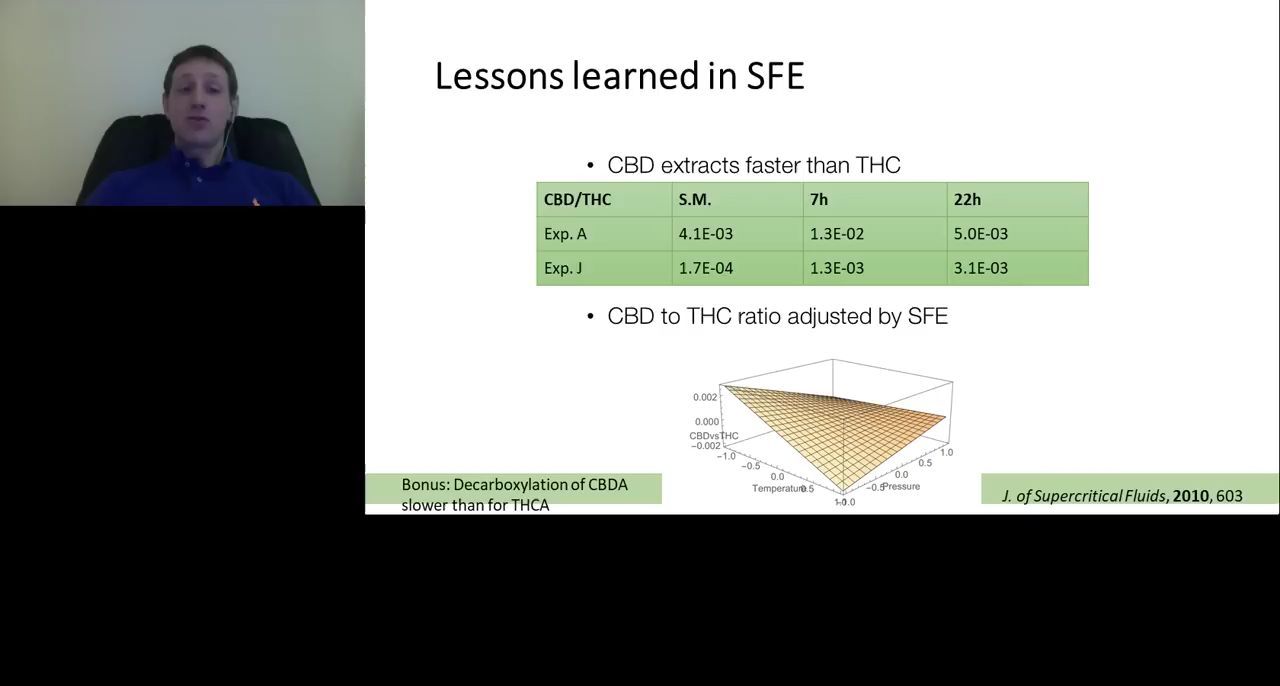 Lessons learned in SFE
• CBD extracts faster than THC
CBD/THC S.M. 7h 22h
Exp. A 4.1E-03 1.3E-02 5.0E-03
Exp. J 1.7E-04 1.3E-03 3.1E-03
• CBD to THC ratio adjusted by SFE
0.002
0.000
CBDvsTHC
−0.002
−1.0
−0.5
0.0
Temperature
0.5
1.0
−0.5
Pressure
0.0
0.5
1.0
Bonus: Decarboxylation of CBDA
slower than for THCA
J. of Supercritical Fluids, 2010, 603